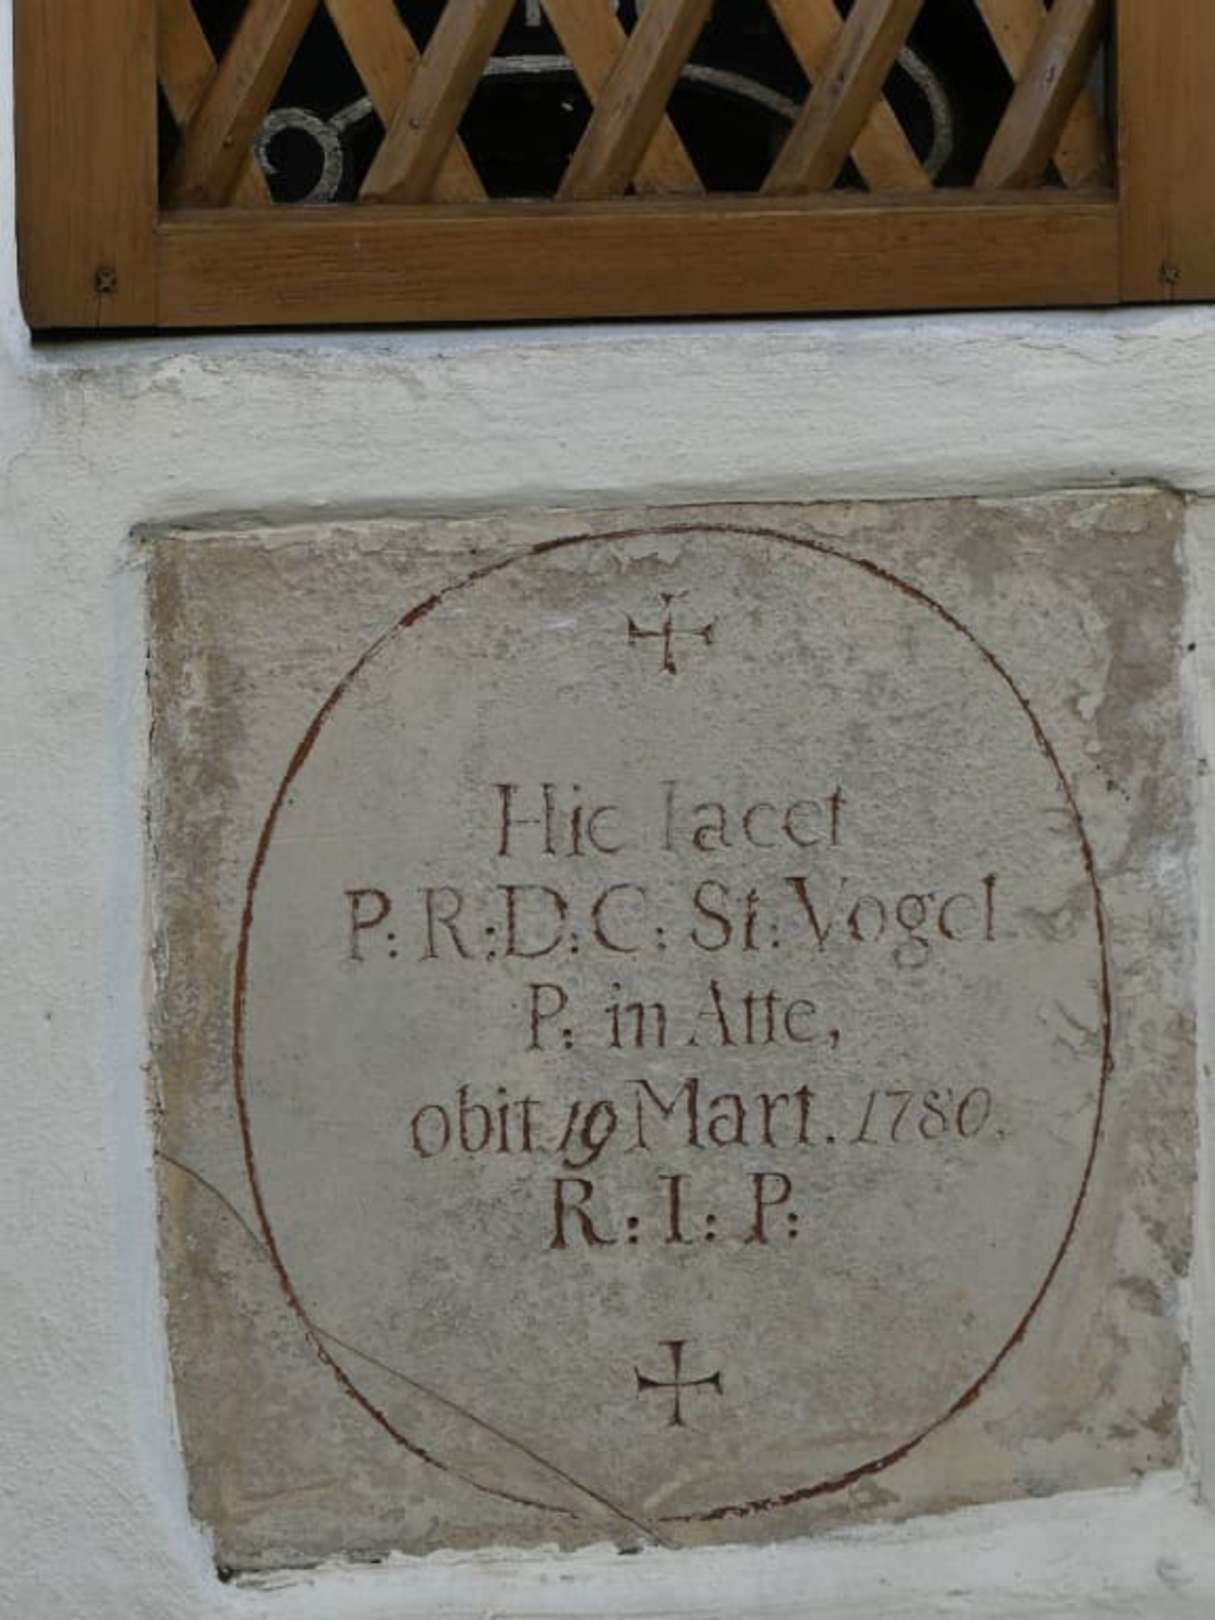 Hic Iacet
P: R: D: C: St: Vogel
P: in Atte,
obit 19 Mart. 1780.
R: I: P: